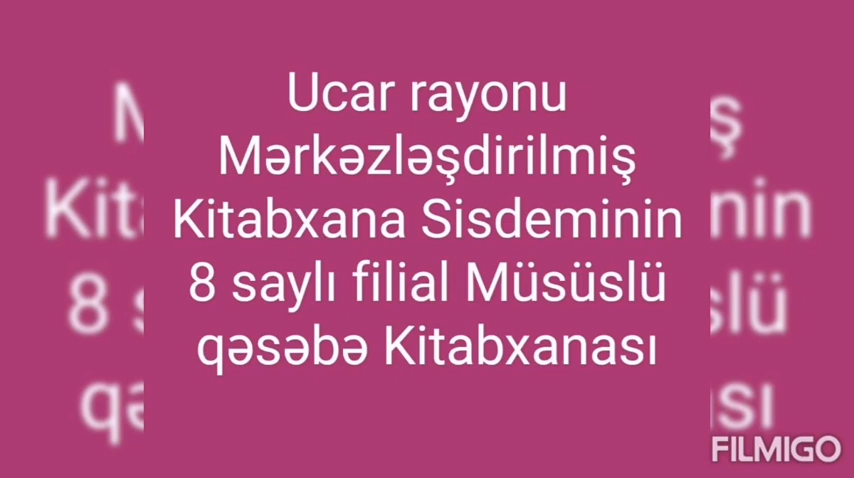 Ucar rayonu
Mərkəzləşdirilmiş
Kitabxana Sisdeminin
8 saylı filial Müsüslü
qəsəbə Kitabxanası
FILMIGO